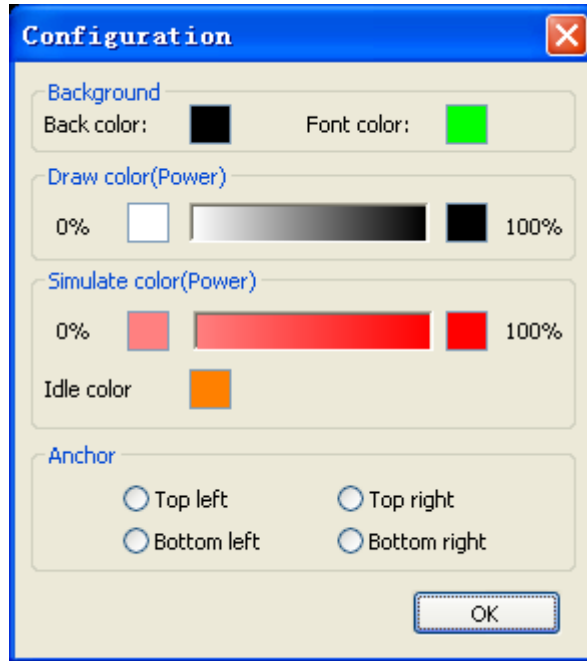 Configuration
Background
Back color: Font color:
Draw color(Power)
0% 100%
Simulate color(Power)
0% 100%
Idle color
Anchor
Top left Top right
Bottom left Bottom right
OK